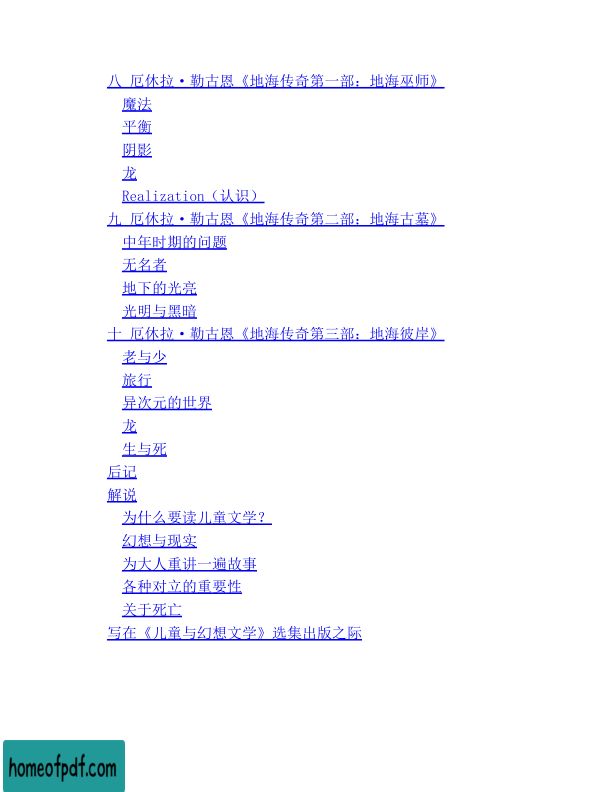 八 厄休拉·勒古恩《地海传奇第一部：地海巫师》
魔法
平衡
阴影
龙
Realization（认识）
九 厄休拉·勒古恩《地海传奇第二部：地海古墓》
中年时期的问题
无名者
地下的光亮
光明与黑暗
十 厄休拉·勒古恩《地海传奇第三部：地海彼岸》
老与少
旅行
异次元的世界
龙
生与死
后记
解说
为什么要读儿童文学？
幻想与现实
为大人重讲一遍故事
各种对立的重要性
关于死亡
写在《儿童与幻想文学》选集出版之际
homeofpdf.com